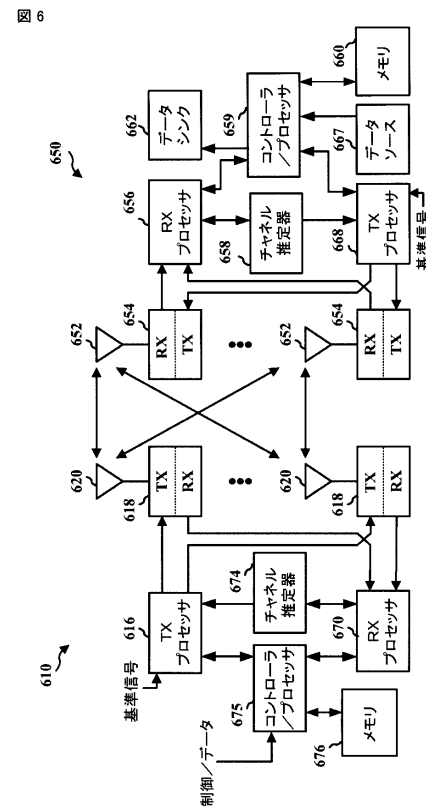 図 6
610
650
基準信号
616
TX
プロセッサ
620
618
TX
RX
652
654
RX
TX
656
RX
プロセッサ
662
データ
シンク
制御／データ
675
コントローラ
／プロセッサ
674
チャネル
推定器
658
チャネル
推定器
659
コントローラ
／プロセッサ
660
メモリ
676
メモリ
670
RX
プロセッサ
620
618
TX
RX
652
654
RX
TX
668
TX
プロセッサ
667
データ
ソース
基準信号